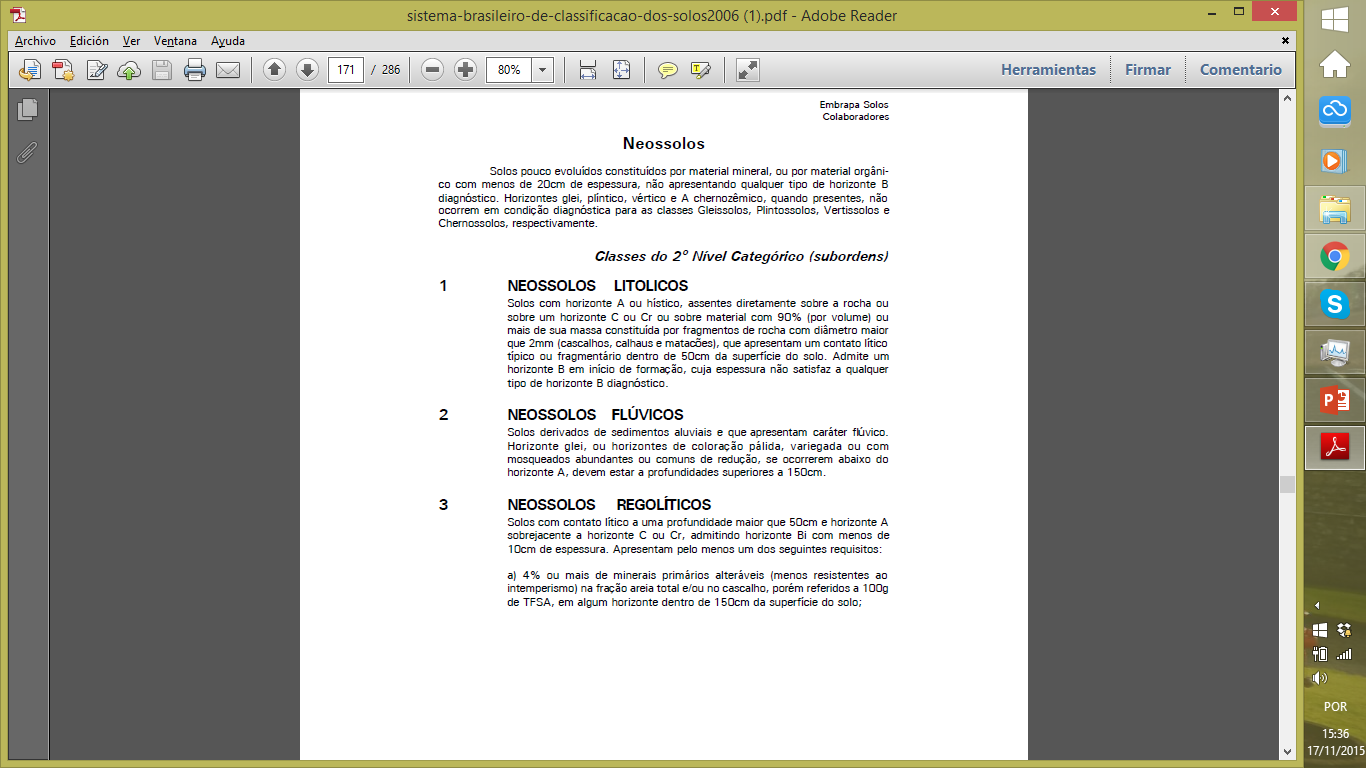 sistema-brasileiro-de-classificacao-dos-solos2006 (1).pdf - Adobe Reader
Archivo Edición Ver Ventana Ayuda
171 / 286 80% Herramientas Firmar Comentario
Embrapa Solos
Colaboradores
Neossolos
Solos pouco evoluídos constituídos por material mineral, ou por material orgâni-
co com menos de 20cm de espessura, não apresentando qualquer tipo de horizonte B
diagnóstico. Horizontes glei, plíntico, vértico e A chernozêmico, quando presentes, não
ocorrem em condição diagnóstica para as classes Gleissolos, Plintossolos, Vertissolos e
Chernossolos, respectivamente.
Classes do 2º Nível Categórico (subordens)
1 NEOSSOLOS LITOLICOS
Solos com horizonte A ou hístico, assentes diretamente sobre a rocha ou
sobre um horizonte C ou Cr ou sobre material com 90% (por volume) ou
mais de sua massa constituída por fragmentos de rocha com diâmetro maior
que 2mm (cascalhos, calhaus e matacões), que apresentam um contato lítico
típico ou fragmentário dentro de 50cm da superfície do solo. Admite um
horizonte B em início de formação, cuja espessura não satisfaz a qualquer
tipo de horizonte B diagnóstico.
2 NEOSSOLOS FLÚVICOS
Solos derivados de sedimentos aluviais e que apresentam caráter flúvico.
Horizonte glei, ou horizontes de coloração pálida, variegada ou com
mosqueados abundantes ou comuns de redução, se ocorrerem abaixo do
horizonte A, devem estar a profundidades superiores a 150cm.
3 NEOSSOLOS REGOLÍTICOS
Solos com contato lítico a uma profundidade maior que 50cm e horizonte A
sobrejacente a horizonte C ou Cr, admitindo horizonte Bi com menos de
10cm de espessura. Apresentam pelo menos um dos seguintes requisitos:
a) 4% ou mais de minerais primários alteráveis (menos resistentes ao
intemperismo) na fração areia total e/ou no cascalho, porém referidos a 100g
de TFSA, em algum horizonte dentro de 150cm da superfície do solo;
POR
15:36
17/11/2015